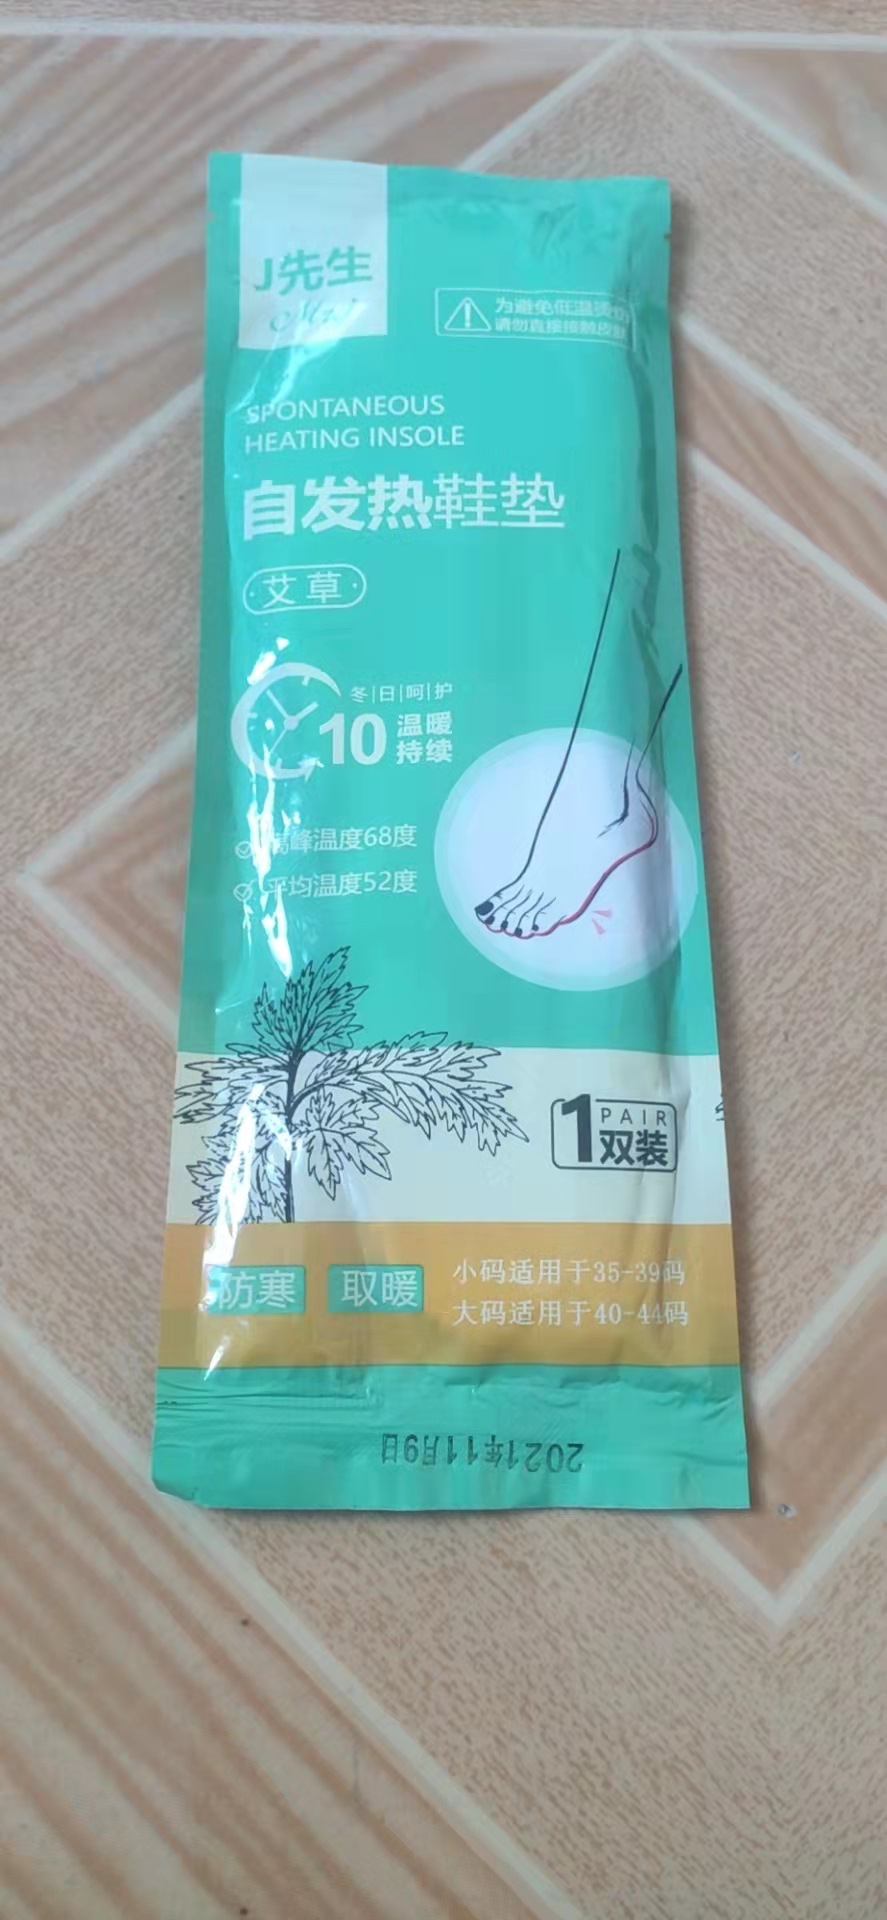 J先生
为避免低温烫伤
请勿直接接触皮肤
SPONTANEOUS
HEATING INSOLE
自发热鞋垫
·艾草·
冬|日|呵|护
10 温暖
持续
高峰温度68度
平均温度52度
1 PAIR
双装
防寒 取暖
小码适用于35-39码
大码适用于40-44码
2021年11月9日